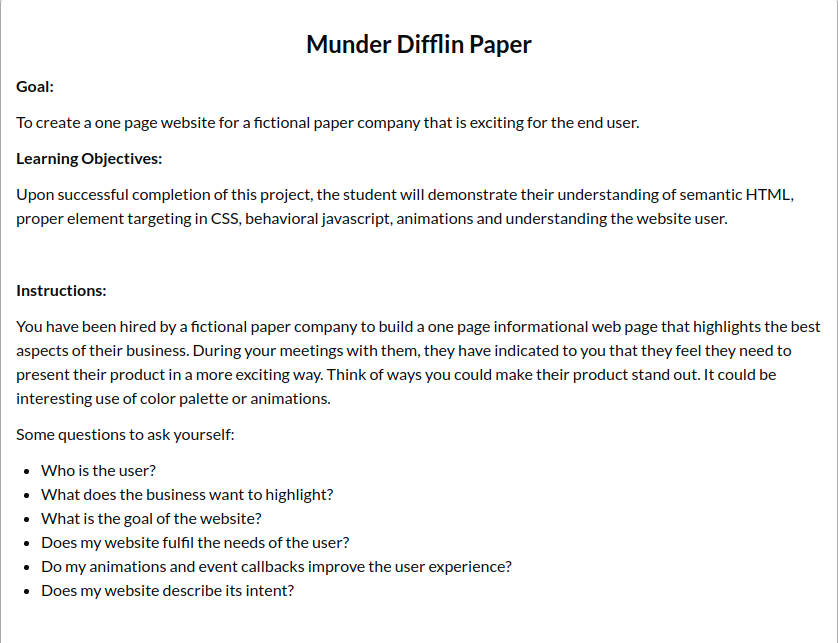 Munder Difflin Paper
Goal:
To create a one page website for a fictional paper company that is exciting for the end user.
Learning Objectives:
Upon successful completion of this project, the student will demonstrate their understanding of semantic HTML,
proper element targeting in CSS, behavioral javascript, animations and understanding the website user.
Instructions:
You have been hired by a fictional paper company to build a one page informational web page that highlights the best
aspects of their business. During your meetings with them, they have indicated to you that they feel they need to
present their product in a more exciting way. Think of ways you could make their product stand out. It could be
interesting use of color palette or animations.
Some questions to ask yourself:
• Who is the user?
• What does the business want to highlight?
• What is the goal of the website?
• Does my website fulfil the needs of the user?
• Do my animations and event callbacks improve the user experience?
• Does my website describe its intent?